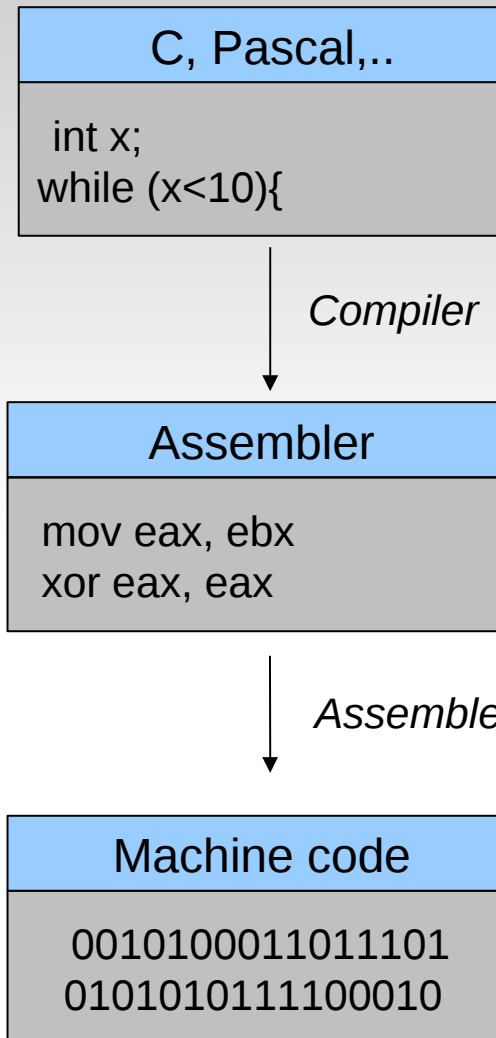 C, Pascal,..
int x;
while (x<10){
Compiler
Assembler
mov eax, ebx
xor eax, eax
Assemble
Machine code
0010100011011101
0101010111100010